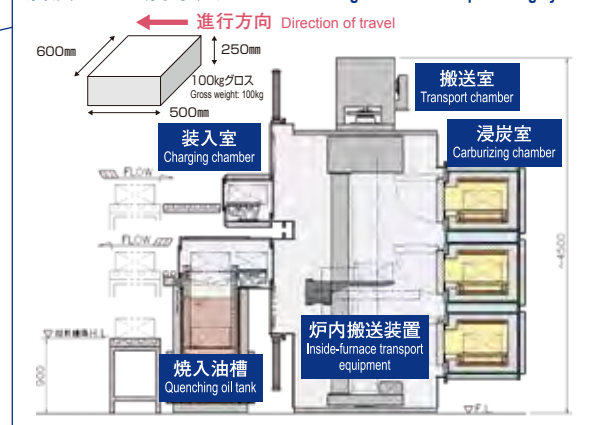 進行方向 Direction of travel
600mm
250mm
100kgグロス
Gross weight: 100kg
500mm
搬送室
Transport chamber
装入室
Charging chamber
浸炭室
Carburizing chamber
FLOW
FLOW
~4500
炉内搬送装置
Inside-furnace transport
equipment
焼入油槽
Quenching oil tank
900
F.L.